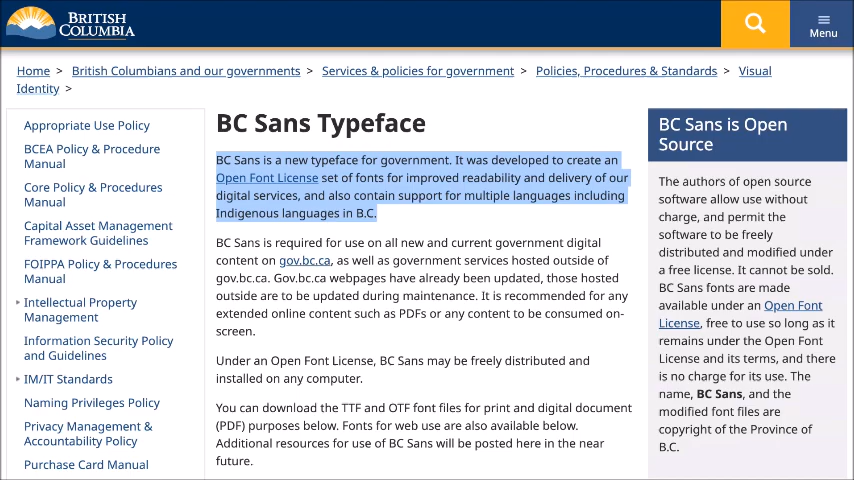 BRITISH
COLUMBIA
Menu
Home > British Columbians and our governments > Services & policies for government > Policies, Procedures & Standards > Visual
Identity >
Appropriate Use Policy
BCEA Policy & Procedure
Manual
Core Policy & Procedures
Manual
Capital Asset Management
Framework Guidelines
FOIPPA Policy & Procedures
Manual
Intellectual Property
Management
Information Security Policy
and Guidelines
IM/IT Standards
Naming Privileges Policy
Privacy Management &
Accountability Policy
Purchase Card Manual
BC Sans Typeface
BC Sans is a new typeface for government. It was developed to create an
Open Font License set of fonts for improved readability and delivery of our
digital services, and also contain support for multiple languages including
Indigenous languages in B.C.
BC Sans is required for use on all new and current government digital
content on gov.bc.ca, as well as government services hosted outside of
gov.bc.ca. Gov.bc.ca webpages have already been updated, those hosted
outside are to be updated during maintenance. It is recommended for any
extended online content such as PDFs or any content to be consumed on-
screen.
Under an Open Font License, BC Sans may be freely distributed and
installed on any computer.
You can download the TTF and OTF font files for print and digital document
(PDF) purposes below. Fonts for web use are also available below.
Additional resources for use of BC Sans will be posted here in the near
future.
BC Sans is Open
Source
The authors of open source
software allow use without
charge, and permit the
software to be freely
distributed and modified under
a free license. It cannot be sold.
BC Sans fonts are made
available under an Open Font
License, free to use so long as it
remains under the Open Font
License and its terms, and there
is no charge for its use. The
name, BC Sans, and the
modified font files are
copyright of the Province of
B.C.